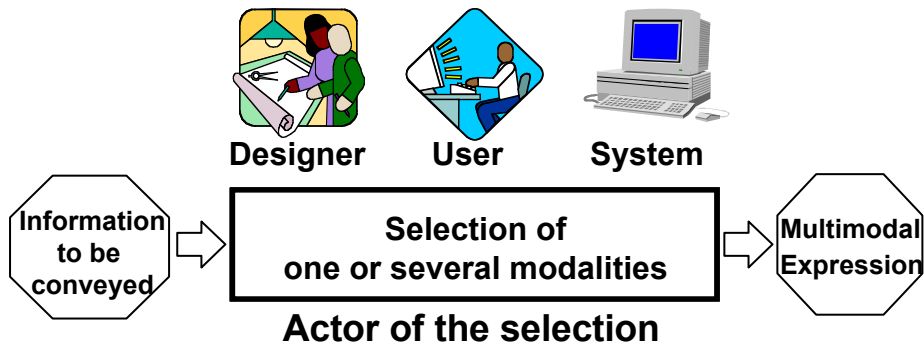 Designer
User
System
Information
to be
conveyed
Selection of
one or several modalities
Multimodal
Expression
Actor of the selection